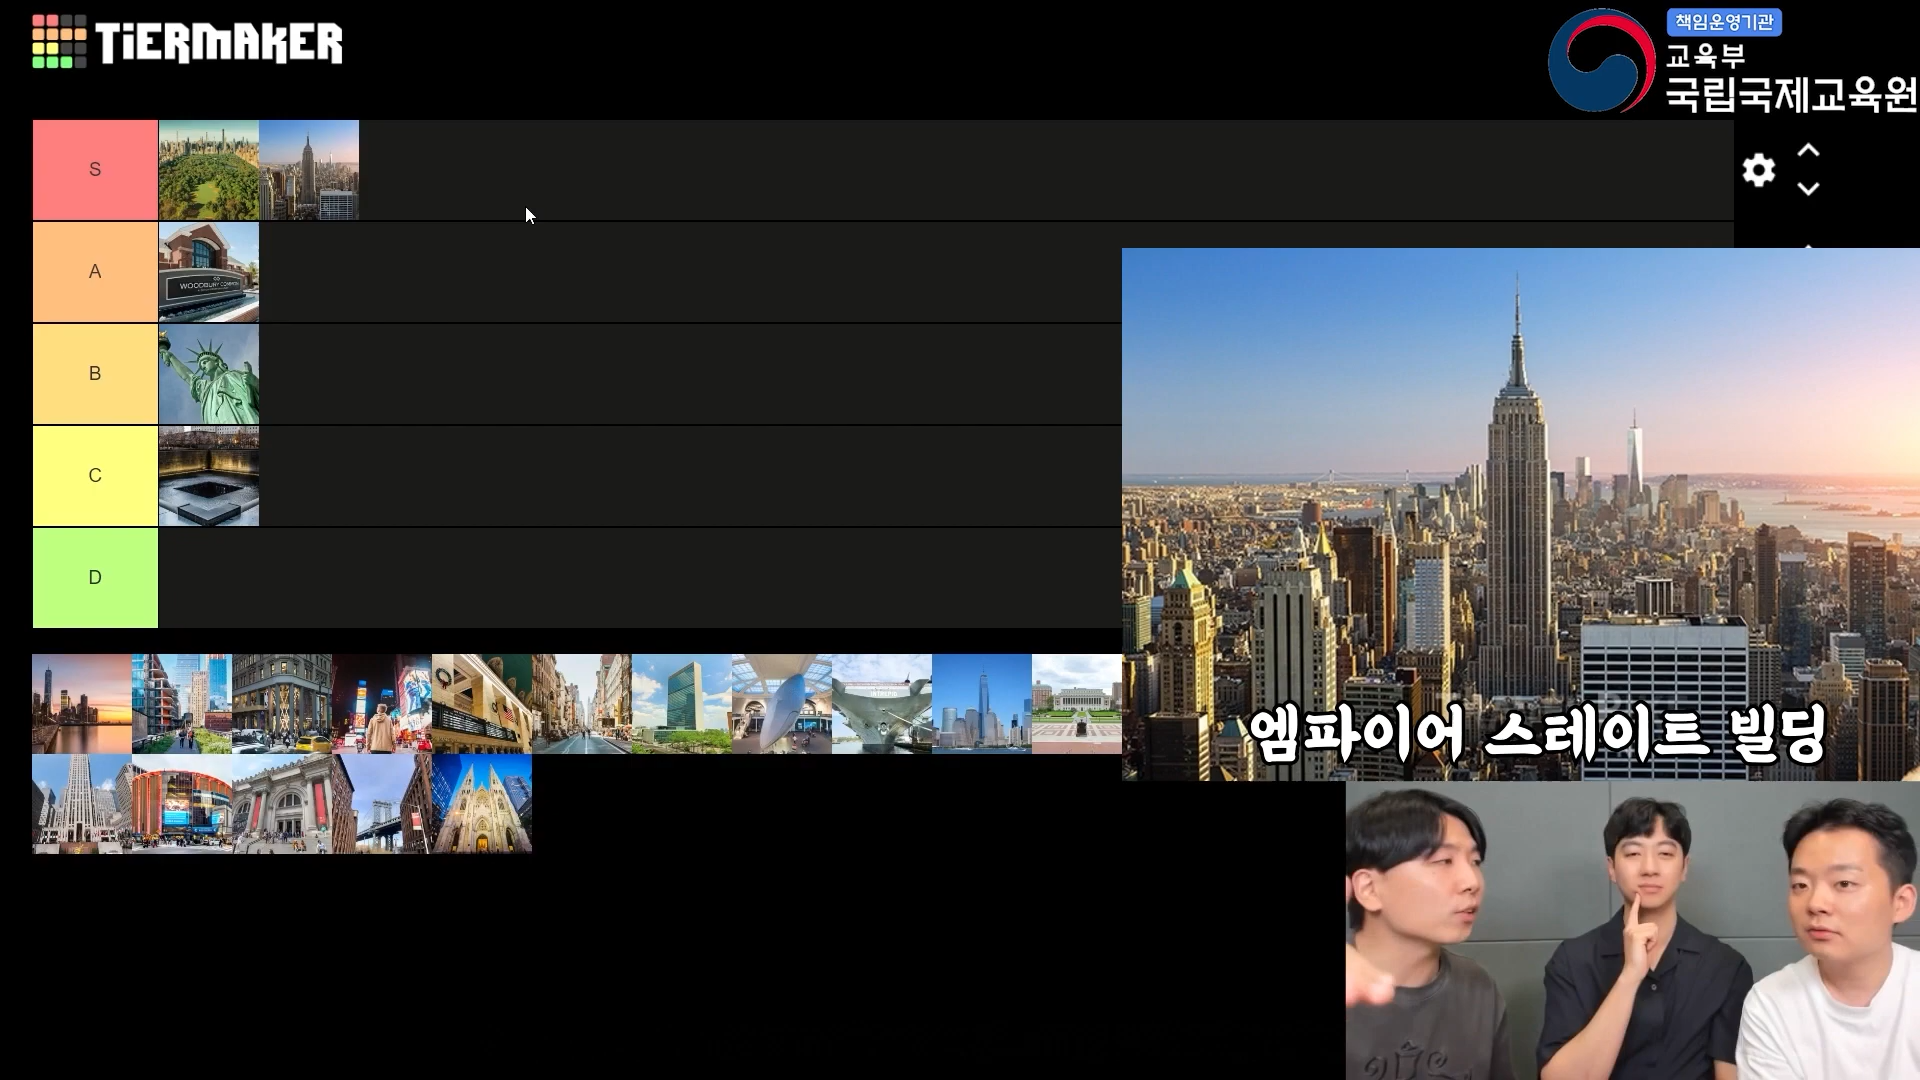 TIERMAKER
책임운영기관
교육부
국립국제교육원
S
A
WOODBURY COMMON
B
C
D
INTREPID
엠파이어 스테이트 빌딩